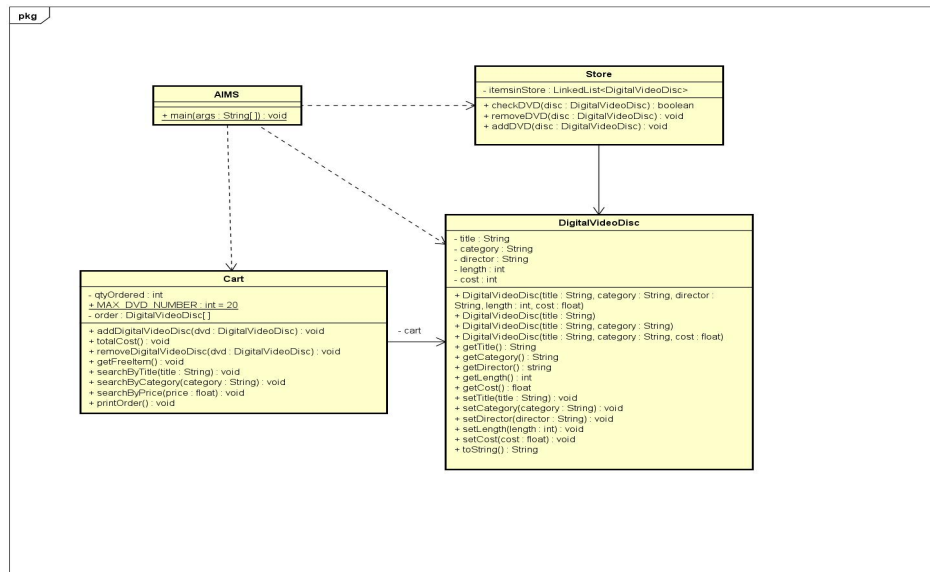 pkg
AIMS
+ main(args : String[]) : void
Store
- itemsinStore : LinkedList<DigitalVideoDisc>
+ checkDVD(disc : DigitalVideoDisc) : boolean
+ removeDVD(disc : DigitalVideoDisc) : void
+ addDVD(disc : DigitalVideoDisc) : void
Cart
- qtyOrdered : int
+ MAX_DVD_NUMBER : int = 20
- order : DigitalVideoDisc[]
+ addDigitalVideoDisc(dvd : DigitalVideoDisc) : void
+ totalCost() : void
+ removeDigitalVideoDisc(dvd : DigitalVideoDisc) : void
+ getFreeItem() : void
+ searchByTitle(title : String) : void
+ searchByCategory(category : String) : void
+ searchByPrice(price : float) : void
+ printOrder() : void
- cart
DigitalVideoDisc
- title : String
- category : String
- director : String
- length : int
- cost : int
+ DigitalVideoDisc(title : String, category : String, director :
String, length : int, cost : float)
+ DigitalVideoDisc(title : String)
+ DigitalVideoDisc(title : String, category : String)
+ DigitalVideoDisc(title : String, category : String, cost : float)
+ getTitle() : String
+ getCategory() : String
+ getDirector() : string
+ getLength() : int
+ getCost() : float
+ setTitle(title : String) : void
+ setCategory(category : String) : void
+ setDirector(director : String) : void
+ setLength(length : int) : void
+ setCost(cost : float) : void
+ toString() : String